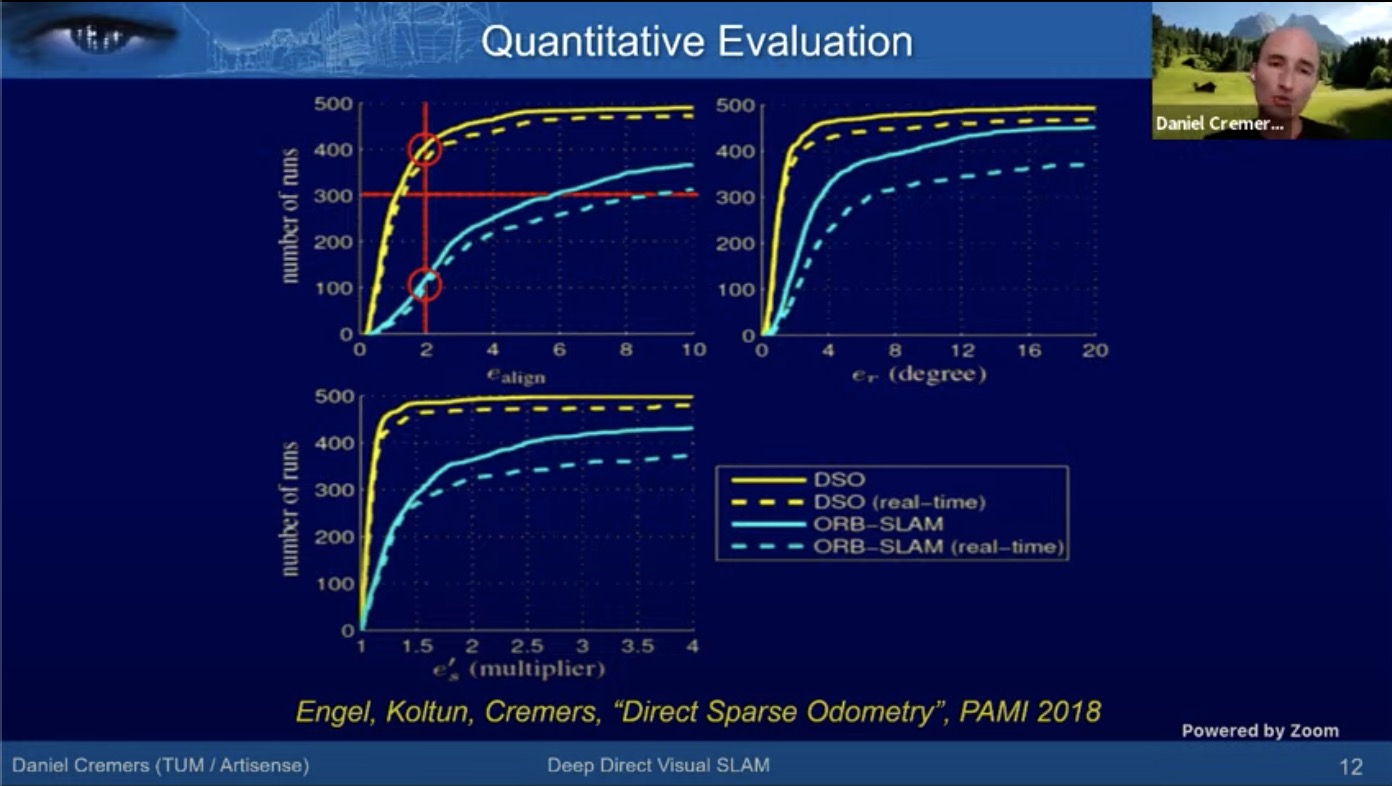 Quantitative Evaluation
Daniel Cremer...
500
400
300
200
100
0
number of runs
0 2 4 6 8 10
e_align
500
400
300
200
100
0
0 4 8 12 16 20
e_r (degree)
500
400
300
200
100
0
number of runs
1 1.5 2 2.5 3 3.5 4
e′_s (multiplier)
DSO
DSO (real-time)
ORB-SLAM
ORB-SLAM (real-time)
Engel, Koltun, Cremers, “Direct Sparse Odometry”, PAMI 2018
Powered by Zoom
Daniel Cremers (TUM / Artisense) Deep Direct Visual SLAM 12